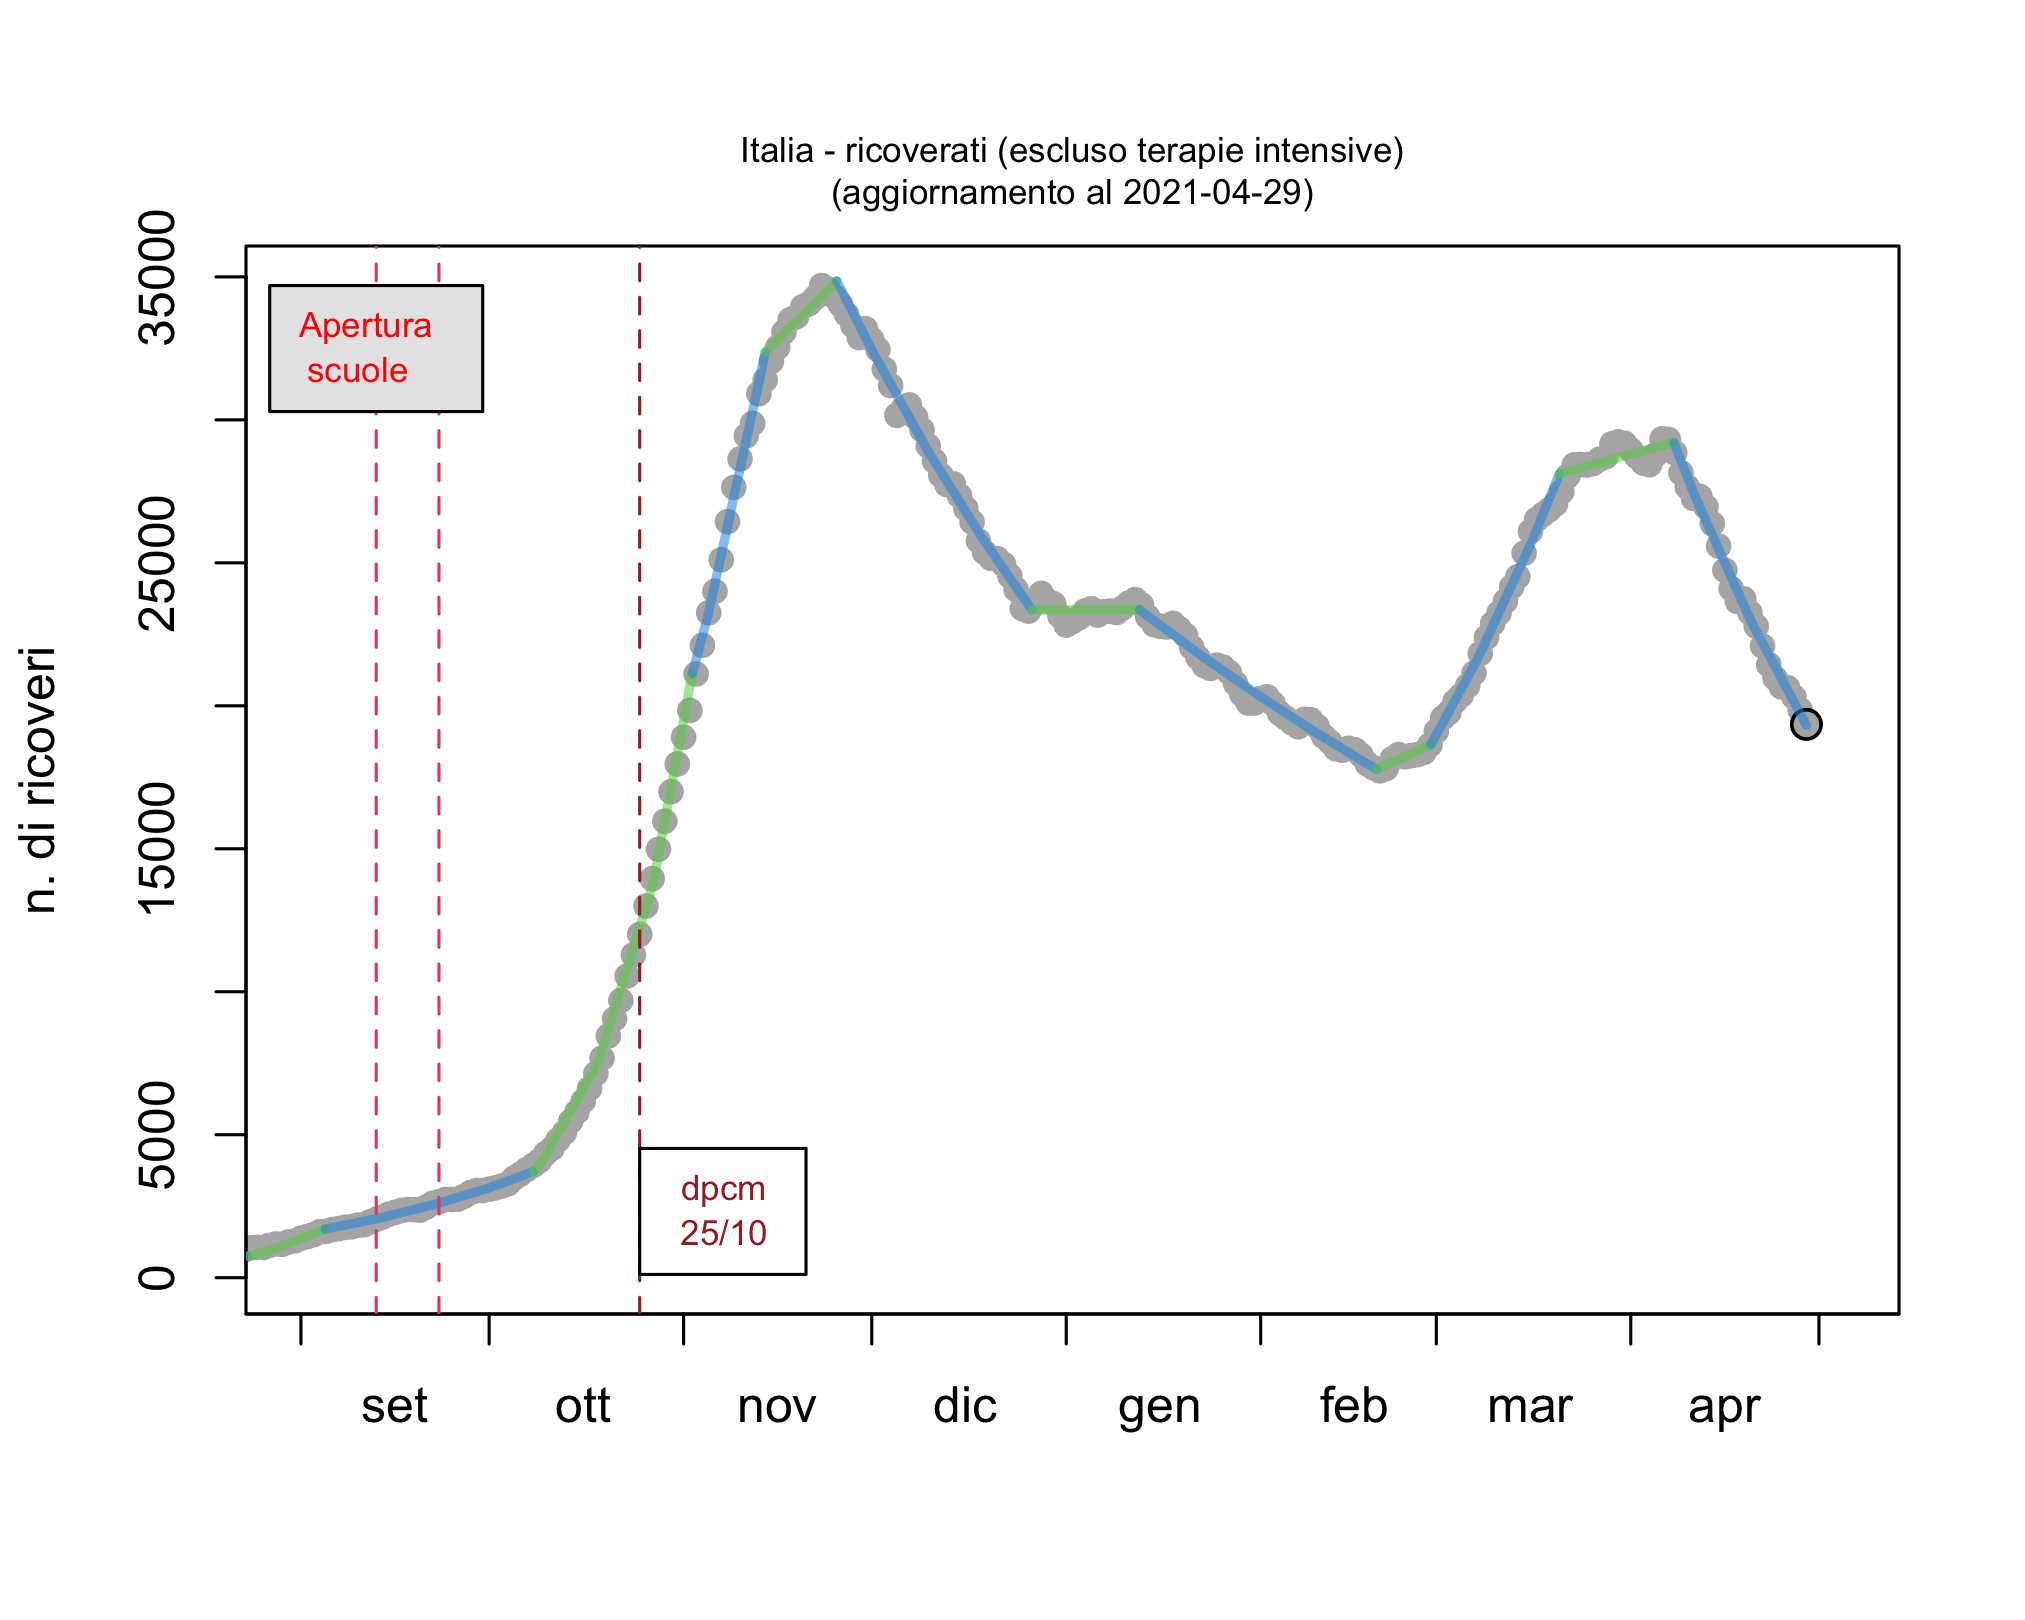 Italia - ricoverati (escluso terapie intensive)
(aggiornamento al 2021-04-29)
n. di ricoveri
35000
25000
15000
5000
0
Apertura
scuole
dpcm
25/10
set ott nov dic gen feb mar apr